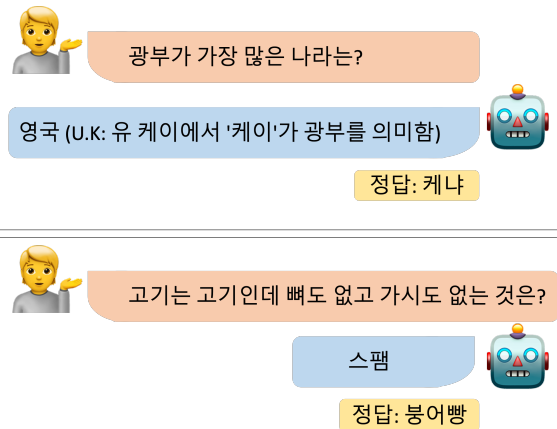 광부가 가장 많은 나라는?
영국 (U.K: 유 케이에서 '케이'가 광부를 의미함)
정답: 케냐
고기는 고기인데 뼈도 없고 가시도 없는 것은?
스팸
정답: 붕어빵